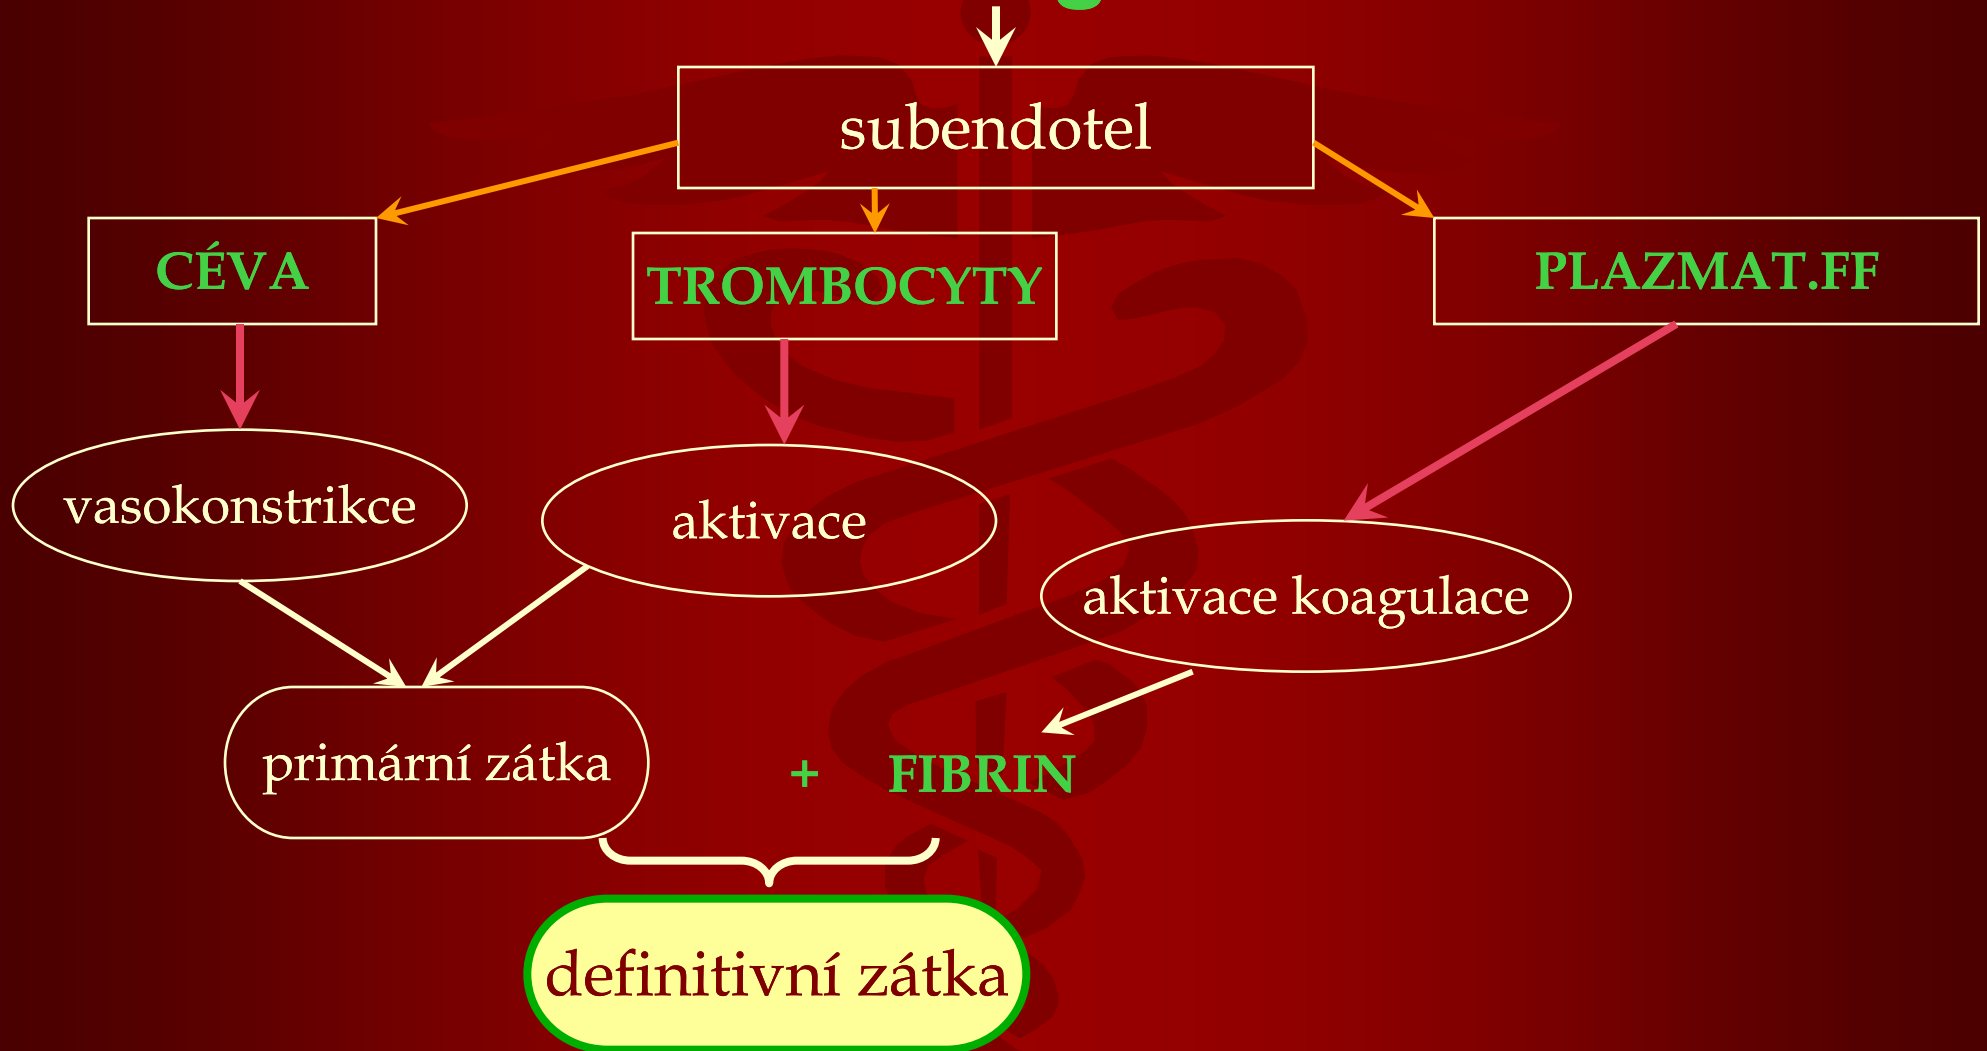 subendotel
CÉVA
TROMBOCYTY
PLAZMAT.FF
vasokonstrikce
aktivace
aktivace koagulace
primární zátka
+ FIBRIN
definitivní zátka